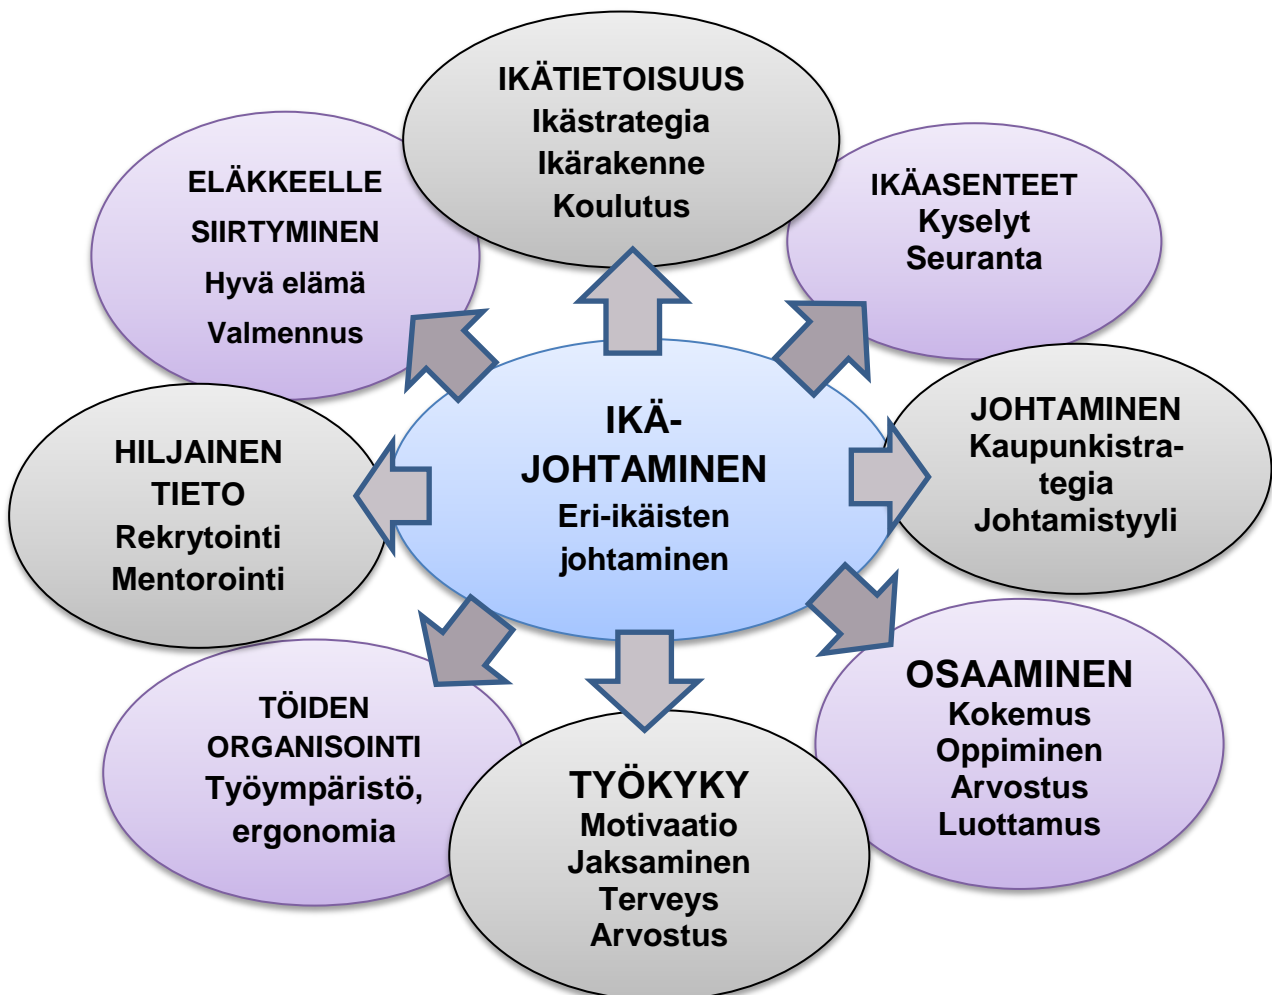 IKÄTIETOISUUS
Ikästrategia
Ikärakenne
Koulutus
ELÄKKEELLE
SIIRTYMINEN
Hyvä elämä
Valmennus
IKÄASENTEET
Kyselyt
Seuranta
IKÄ-
JOHTAMINEN
Eri-ikäisten
johtaminen
JOHTAMINEN
Kaupunkistra-
tegia
Johtamistyyli
HILJAINEN
TIETO
Rekrytointi
Mentorointi
OSAAMINEN
Kokemus
Oppiminen
Arvostus
Luottamus
TÖIDEN
ORGANISOINTI
Työympäristö,
ergonomia
TYÖKYKY
Motivaatio
Jaksaminen
Terveys
Arvostus